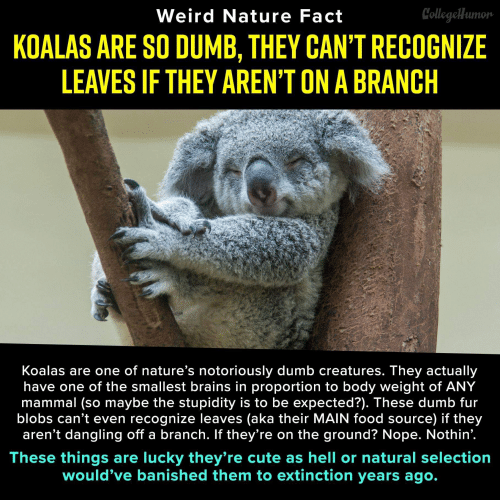 Weird Nature Fact
CollegeHumor
KOALAS ARE SO DUMB, THEY CAN'T RECOGNIZE
LEAVES IF THEY AREN'T ON A BRANCH
Koalas are one of nature's notoriously dumb creatures. They actually
have one of the smallest brains in proportion to body weight of ANY
mammal (so maybe the stupidity is to be expected?). These dumb fur
blobs can't even recognize leaves (aka their MAIN food source) if they
aren't dangling off a branch. If they're on the ground? Nope. Nothin'.
These things are lucky they're cute as hell or natural selection
would've banished them to extinction years ago.